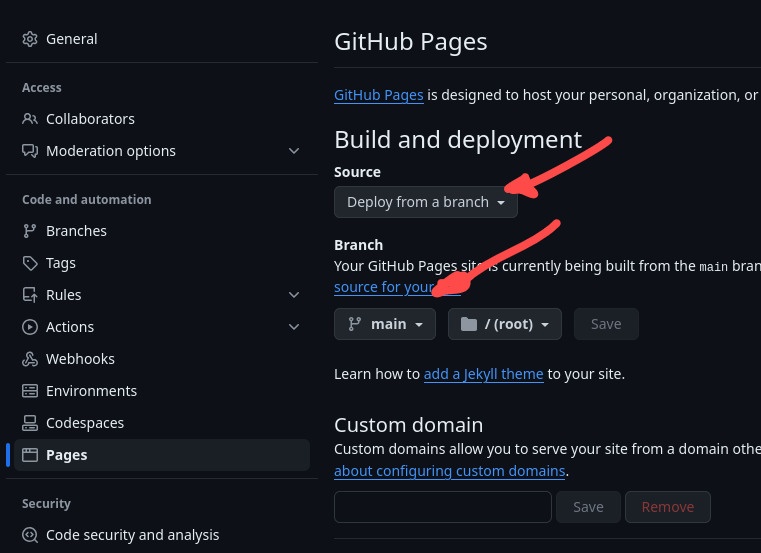 General
Access
Collaborators
Moderation options
Code and automation
Branches
Tags
Rules
Actions
Webhooks
Environments
Codespaces
Pages
Security
Code security and analysis
GitHub Pages
GitHub Pages is designed to host your personal, organization, or
Build and deployment
Source
Deploy from a branch
Branch
Your GitHub Pages site is currently being built from the main
source for your
main / (root) Save
Learn how to add a Jekyll theme to your site.
Custom domain
Custom domains allow you to serve your site from a domain
about configuring custom domains.
Save Remove